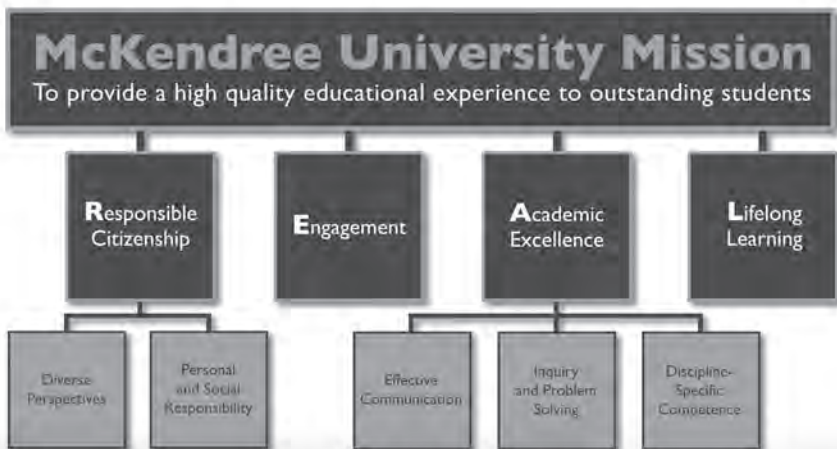 McKendree University Mission
To provide a high quality educational experience to outstanding students
Responsible
Citizenship
Engagement
Academic
Excellence
Lifelong
Learning
Diverse
Perspectives
Personal
and Social
Responsibility
Effective
Communication
Inquiry
and Problem
Solving
Discipline-
Specific
Competence